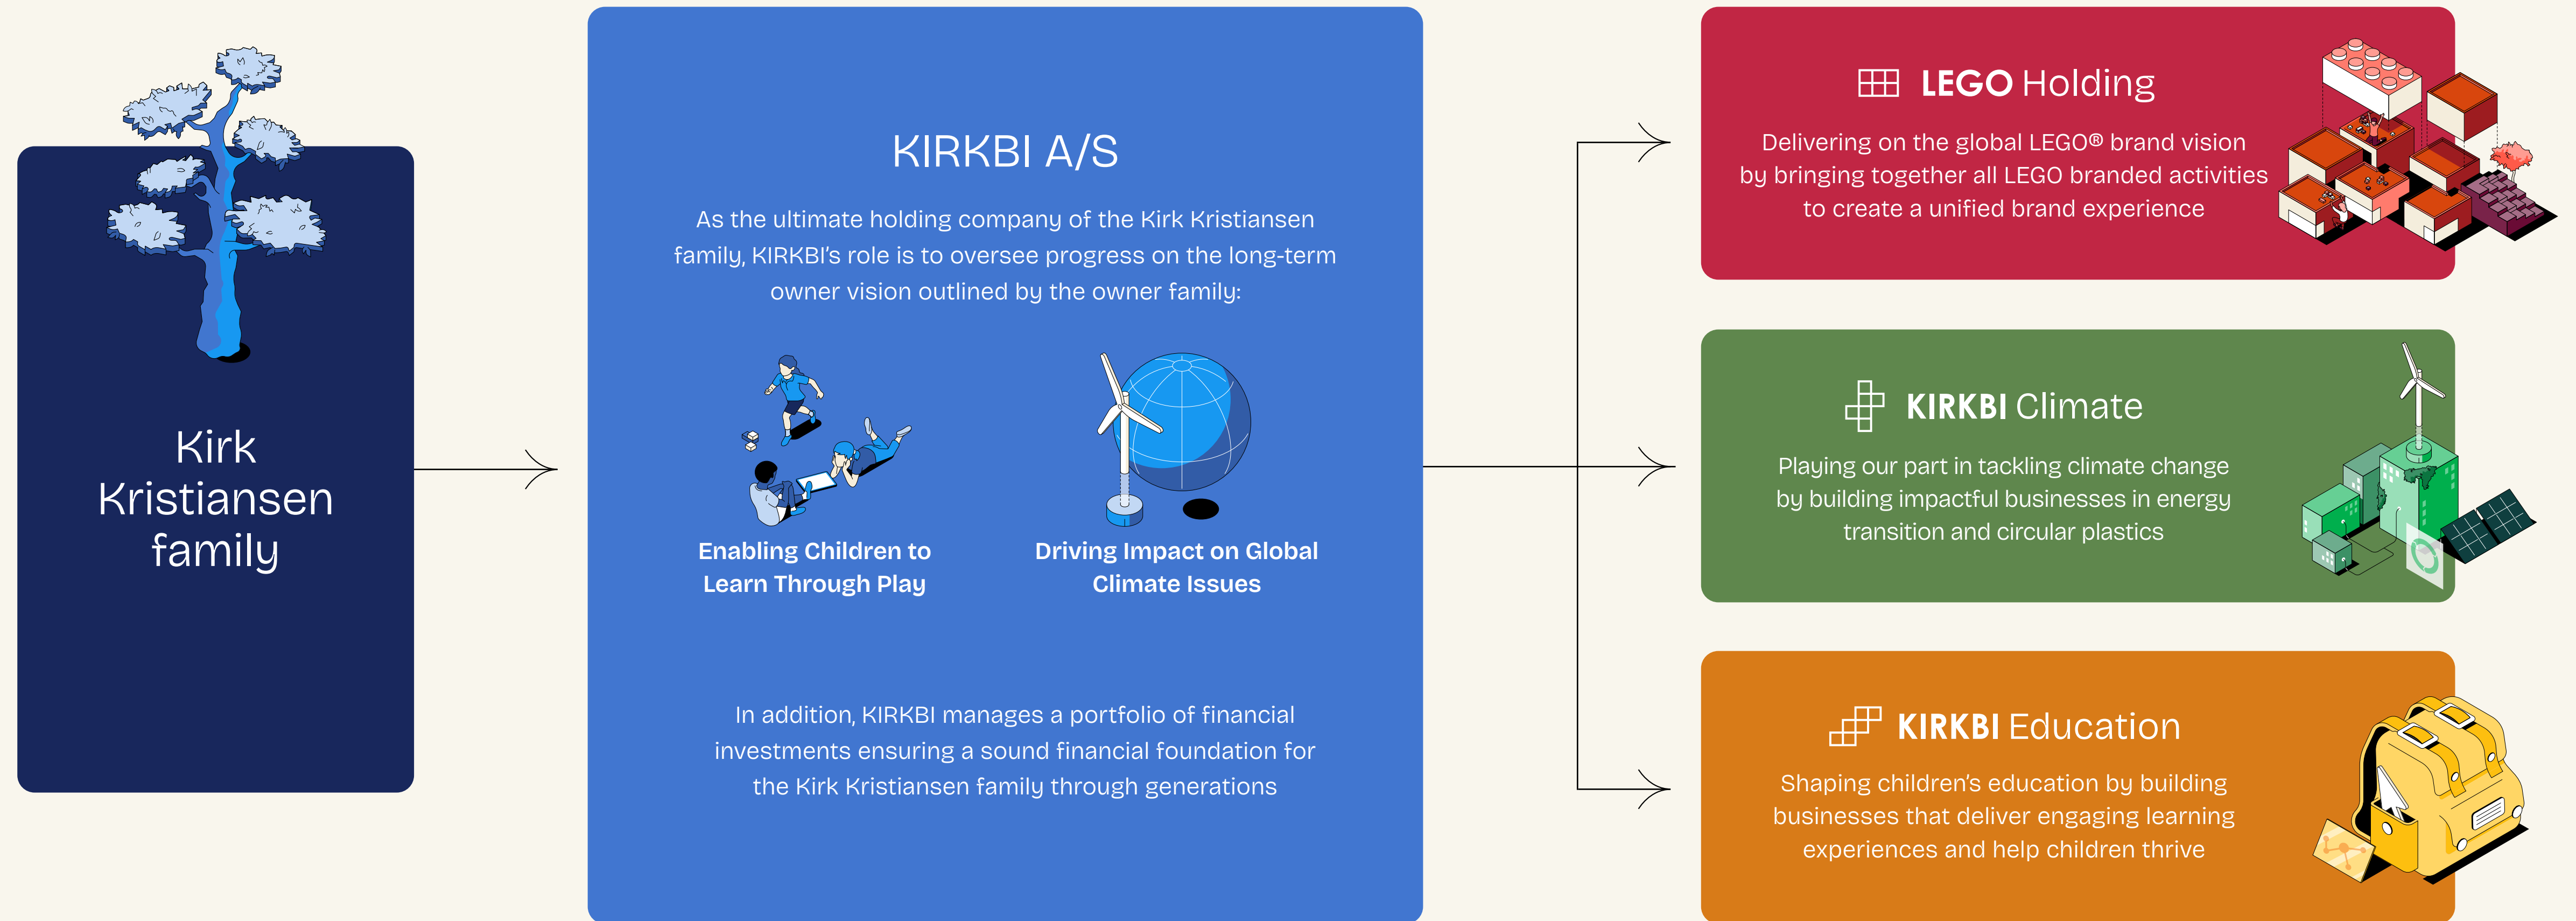 Kirk
Kristiansen
family
KIRKBI A/S
As the ultimate holding company of the Kirk Kristiansen
family, KIRKBI’s role is to oversee progress on the long-term
owner vision outlined by the owner family:
Enabling Children to
Learn Through Play
Driving Impact on Global
Climate Issues
In addition, KIRKBI manages a portfolio of financial
investments ensuring a sound financial foundation for
the Kirk Kristiansen family through generations
LEGO Holding
Delivering on the global LEGO® brand vision
by bringing together all LEGO branded activities
to create a unified brand experience
KIRKBI Climate
Playing our part in tackling climate change
by building impactful businesses in energy
transition and circular plastics
KIRKBI Education
Shaping children’s education by building
businesses that deliver engaging learning
experiences and help children thrive